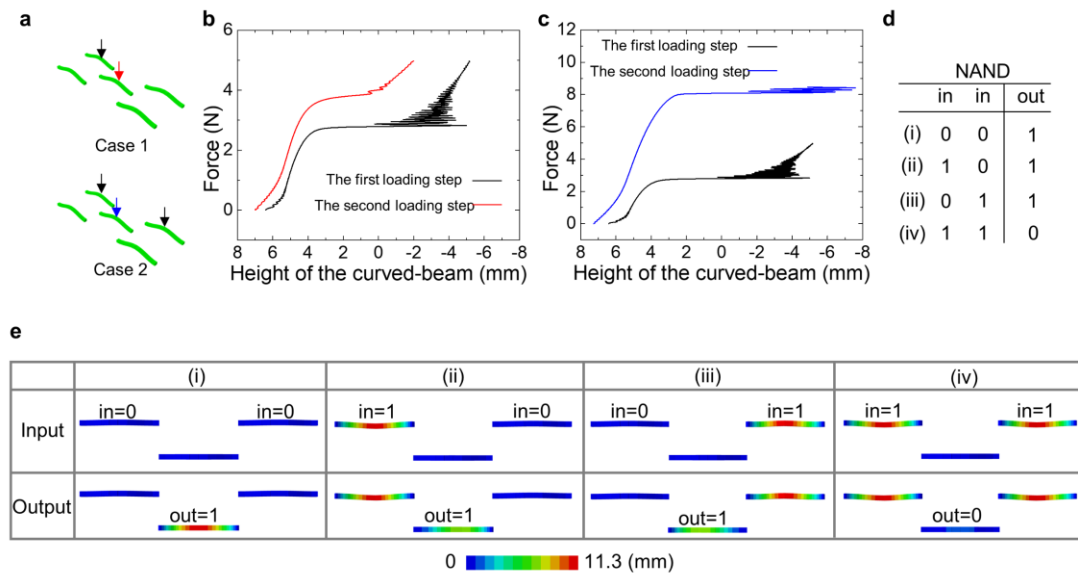 a
Case 1
Case 2
b
6
4
2
0
Force (N)
8 6 4 2 0 -2 -4 -6 -8
Height of the curved-beam (mm)
The first loading step
The second loading step
c
12
10
8
6
4
2
0
Force (N)
8 6 4 2 0 -2 -4 -6 -8
Height of the curved-beam (mm)
The first loading step
The second loading step
d
NAND
in in out
(i) 0 0 1
(ii) 1 0 1
(iii) 0 1 1
(iv) 1 1 0
e
(i) (ii) (iii) (iv)
Input in=0 in=0 in=1 in=0 in=0 in=1 in=1 in=1
Output out=1 out=1 out=1 out=0
0 11.3 (mm)